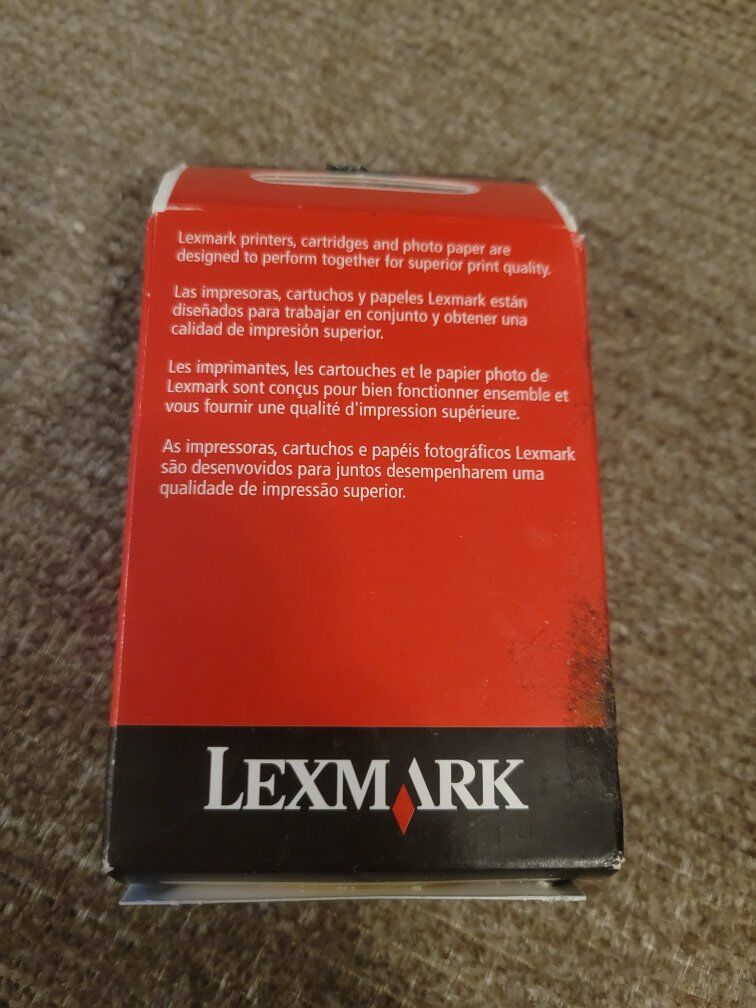 Lexmark printers, cartridges and photo paper are
designed to perform together for superior print quality.
Las impresoras, cartuchos y papeles Lexmark están
diseñados para trabajar en conjunto y obtener una
calidad de impresión superior.
Les imprimantes, les cartouches et le papier photo de
Lexmark sont conçus pour bien fonctionner ensemble et
vous fournir une qualité d'impression supérieure.
As impressoras, cartuchos e papéis fotográficos Lexmark
são desenvovidos para juntos desempenharem uma
qualidade de impressão superior.
LEXMARK